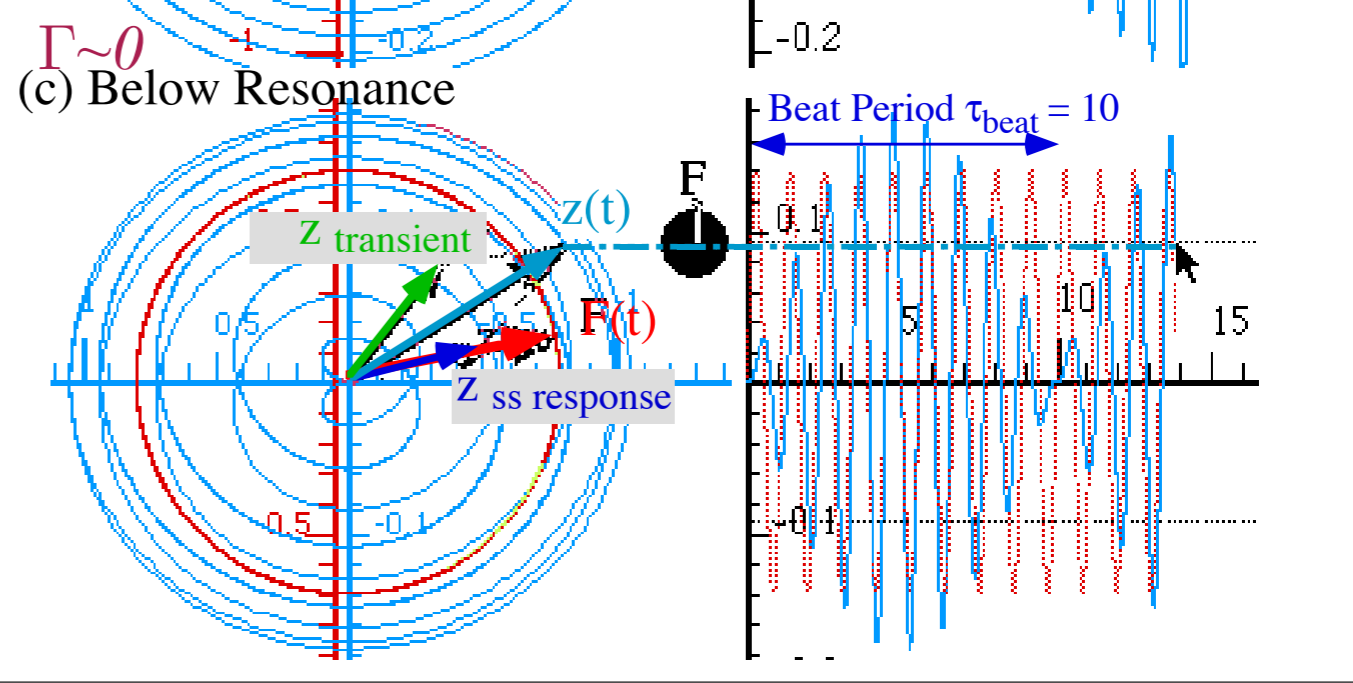 Γ~0
-1
-0.2
-0.2
(c) Below Resonance
Beat Period τbeat = 10
F
z(t)
z transient
0.1
F(t)
0.5
0.5
5
10
15
z ss response
0.5
-0.1
-0.1